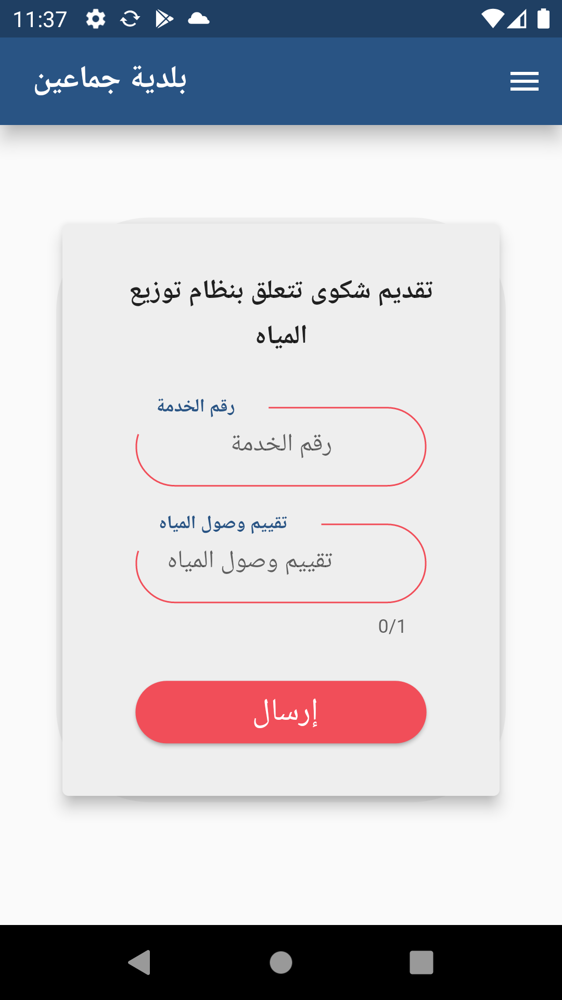 11:37
بلدية جماعين
تقديم شكوى تتعلق بنظام توزيع
المياه
رقم الخدمة
رقم الخدمة
تقييم وصول المياه
تقييم وصول المياه
0/1
إرسال